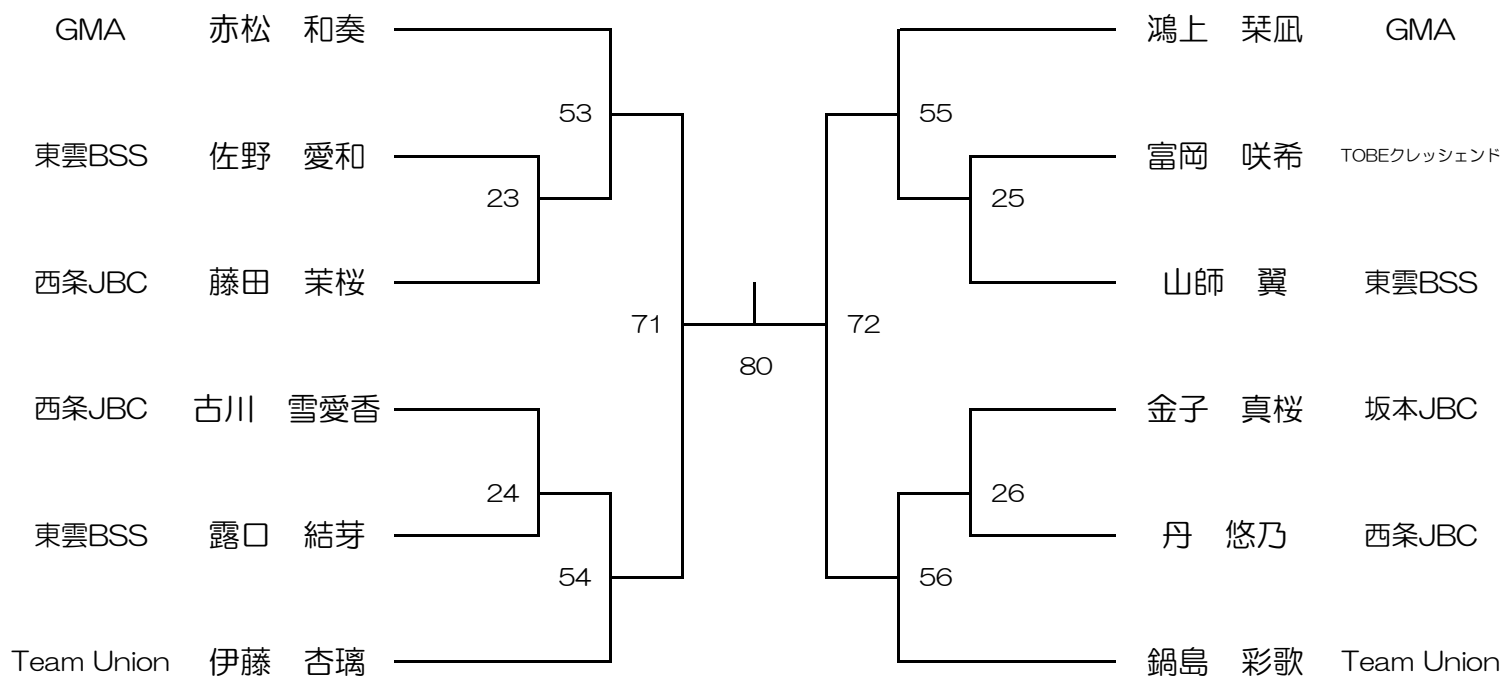 GMA 赤松 和奏
53
東雲BSS 佐野 愛和
23
西条JBC 藤田 茉桜
71
西条JBC 古川 雪愛香
24
東雲BSS 露口 結芽
54
Team Union 伊藤 杏璃
80
鴻上 栞凪 GMA
55
富岡 咲希 TOBEクレッシェンド
25
山師 翼 東雲BSS
72
金子 真桜 坂本JBC
26
丹 悠乃 西条JBC
56
鍋島 彩歌 Team Union